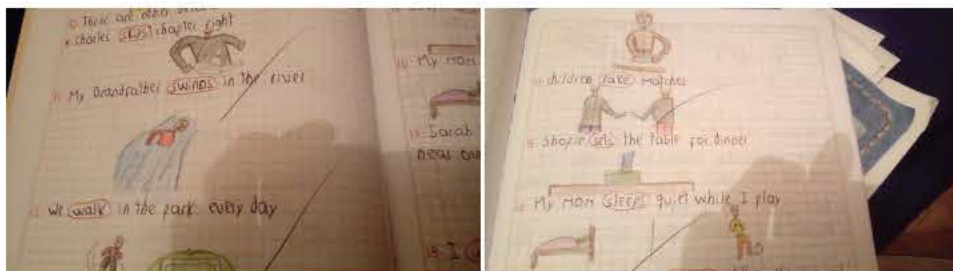 There are other
Charles skips chapter eight
11 My Grandfather swims in the river
12 we walk in the park every day
My MOM
Sarah
near our
I
children take matches
sets the table for dinner
My MOM sleeps quiet while I play